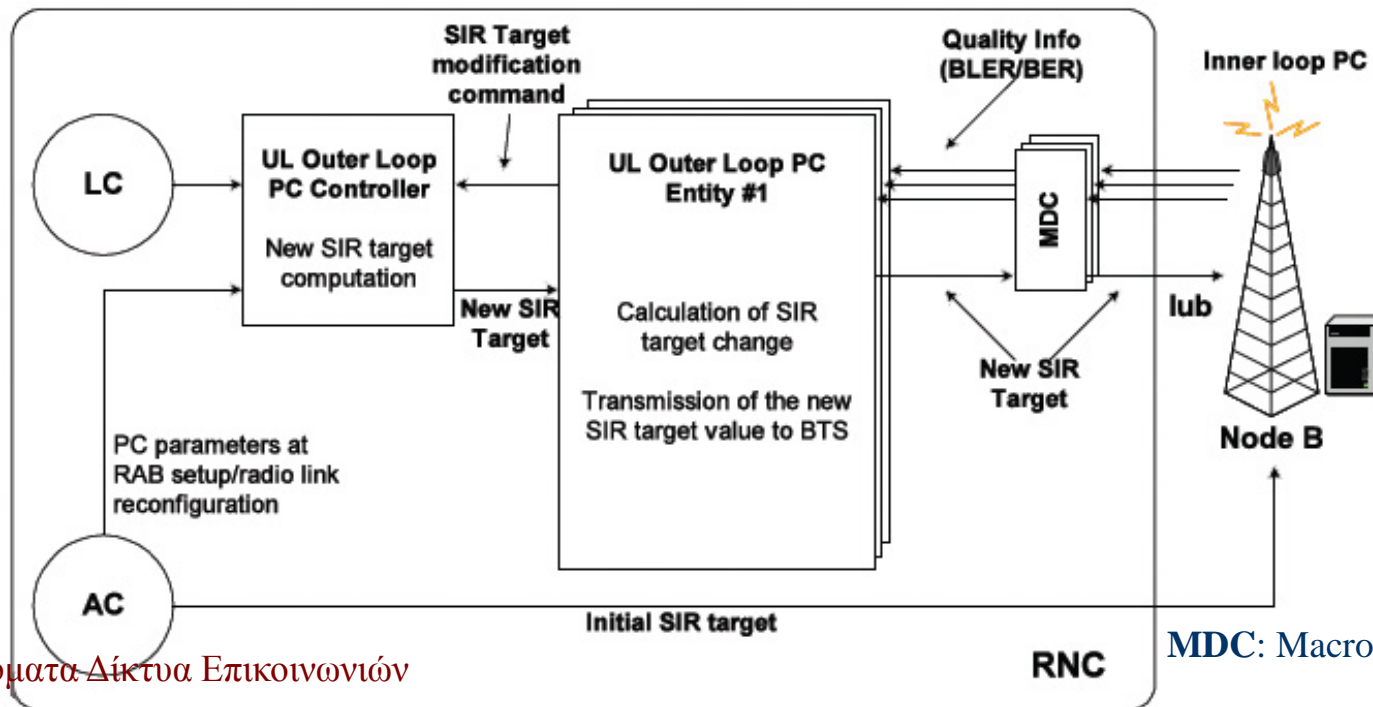 SIR Target
modification
command
Quality Info
(BLER/BER)
Inner loop PC
LC
UL Outer Loop
PC Controller
New SIR target
computation
UL Outer Loop PC
Entity #1
Calculation of SIR
target change
Transmission of the new
SIR target value to BTS
MDC
New SIR
Target
New SIR
Target
Iub
Node B
PC parameters at
RAB setup/radio link
reconfiguration
AC
Initial SIR target
RNC
MDC: Macro
Δίκτυα Επικοινωνιών